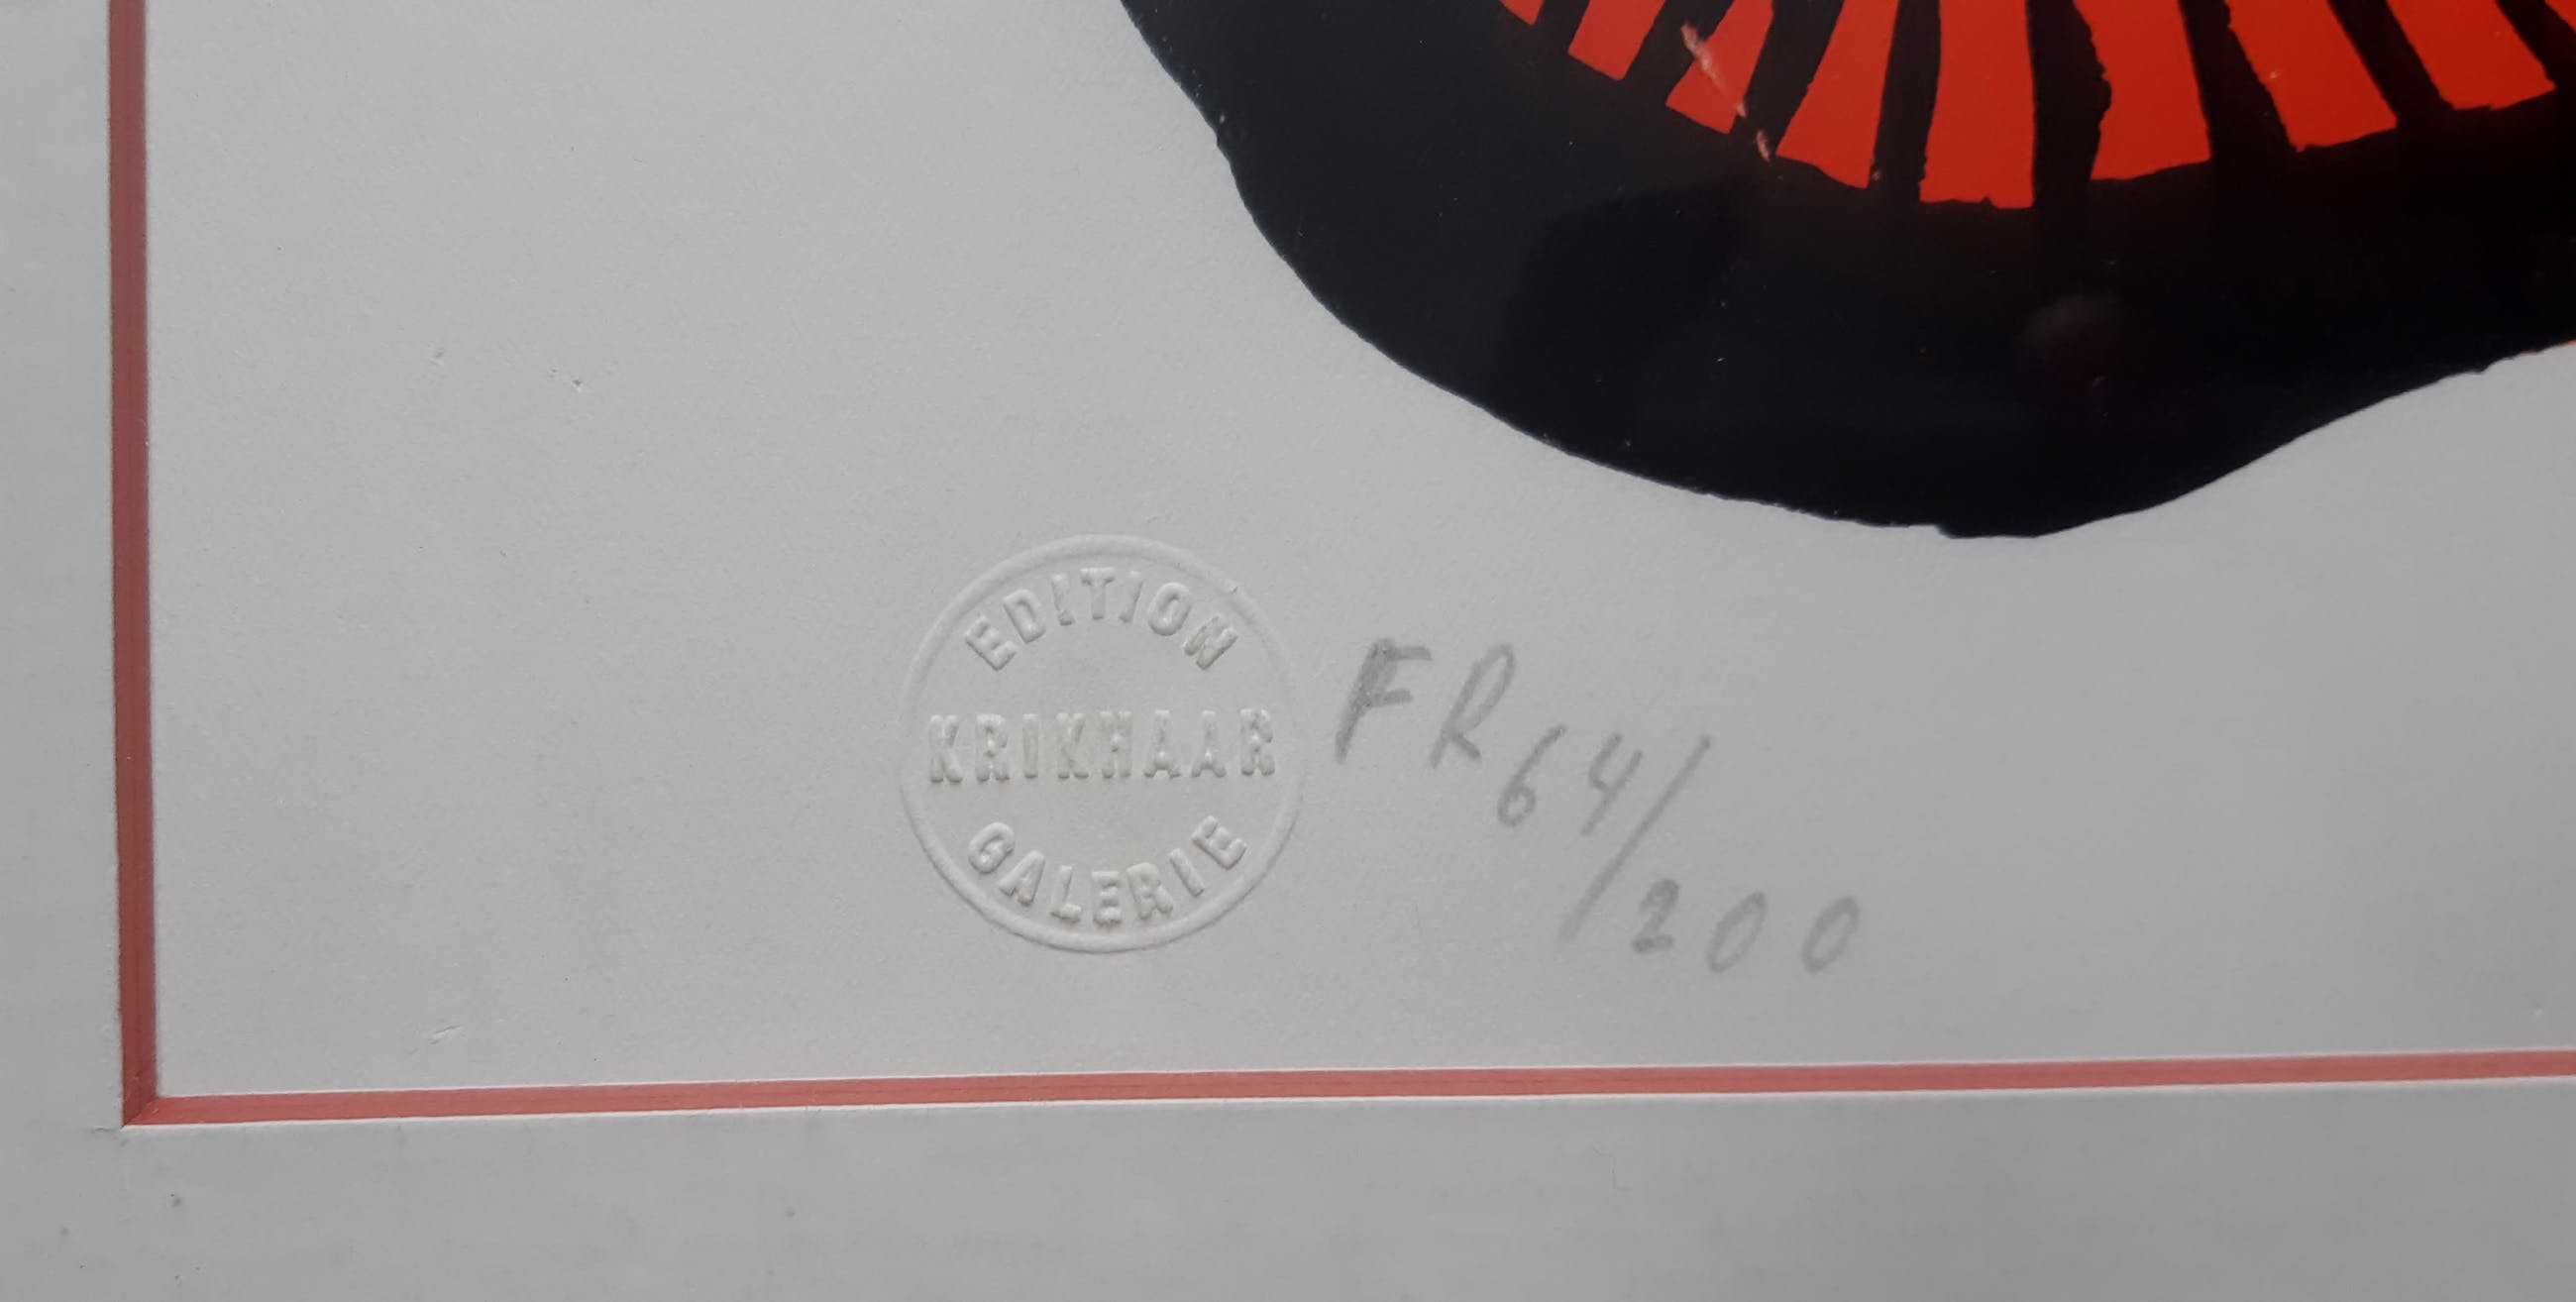 EDITION
KRIKHAAR
GALERIE
FR 64/200